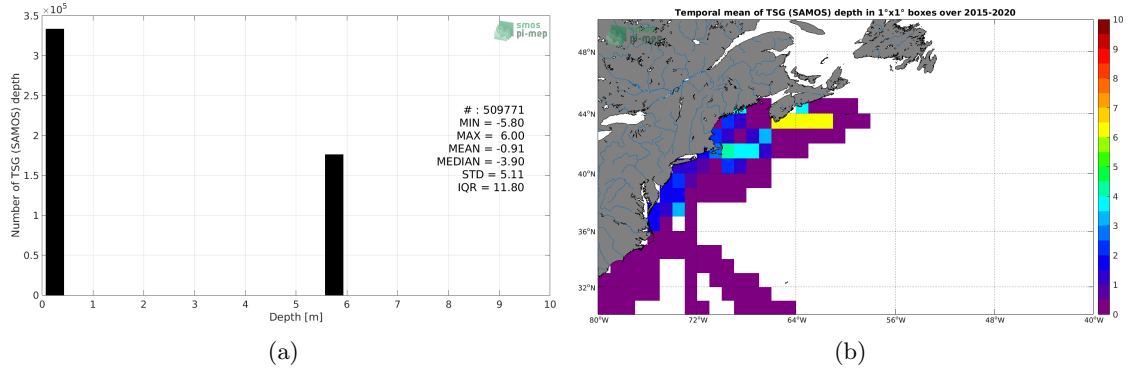 ×10⁵
3.5
3
2.5
2
1.5
1
0.5
0
Number of TSG (SAMOS) depth
smos
pi-mep
# : 509771
MIN = -5.80
MAX = 6.00
MEAN = -0.91
MEDIAN = -3.90
STD = 5.11
IQR = 11.80
0 1 2 3 4 5 6 7 8 9 10
Depth [m]
(a)
Temporal mean of TSG (SAMOS) depth in 1°x1° boxes over 2015-2020
smos
pi-mep
48°N
44°N
40°N
36°N
32°N
80°W 72°W 64°W 56°W 48°W 40°W
10
9
8
7
6
5
4
3
2
1
0
(b)